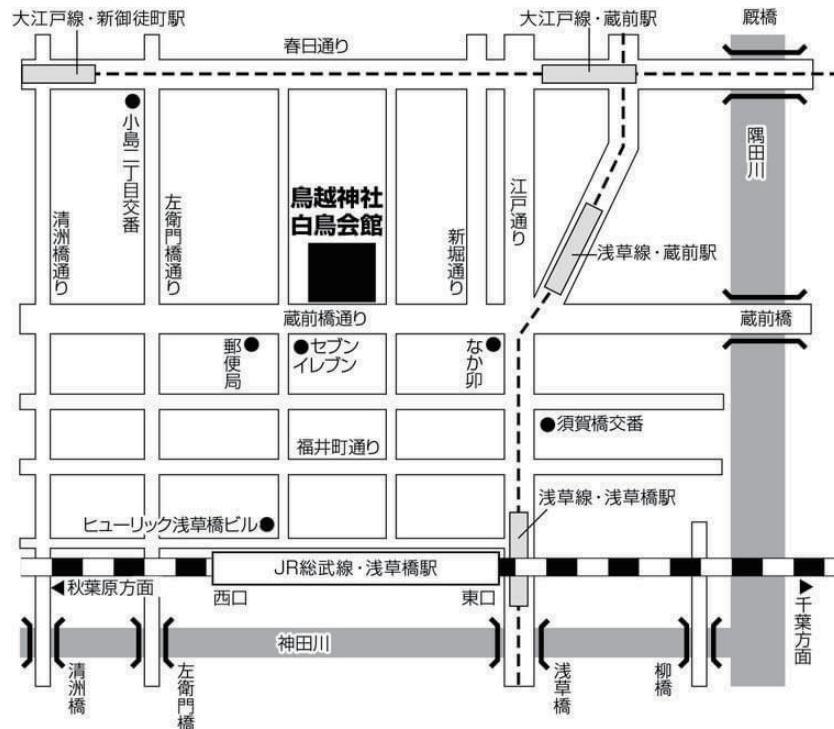 大江戸線・新御徒町駅
大江戸線・蔵前駅
厩橋
春日通り
小島二丁目交番
隅田川
清洲橋通り
左衛門橋通り
鳥越神社
白鳥会館
新堀通り
江戸通り
浅草線・蔵前駅
蔵前橋通り
蔵前橋
郵便局
セブン
イレブン
なか卯
須賀橋交番
福井町通り
浅草線・浅草橋駅
ヒューリック浅草橋ビル
JR総武線・浅草橋駅
秋葉原方面
西口
東口
千葉方面
神田川
清洲橋
左衛門橋
浅草橋
柳橋